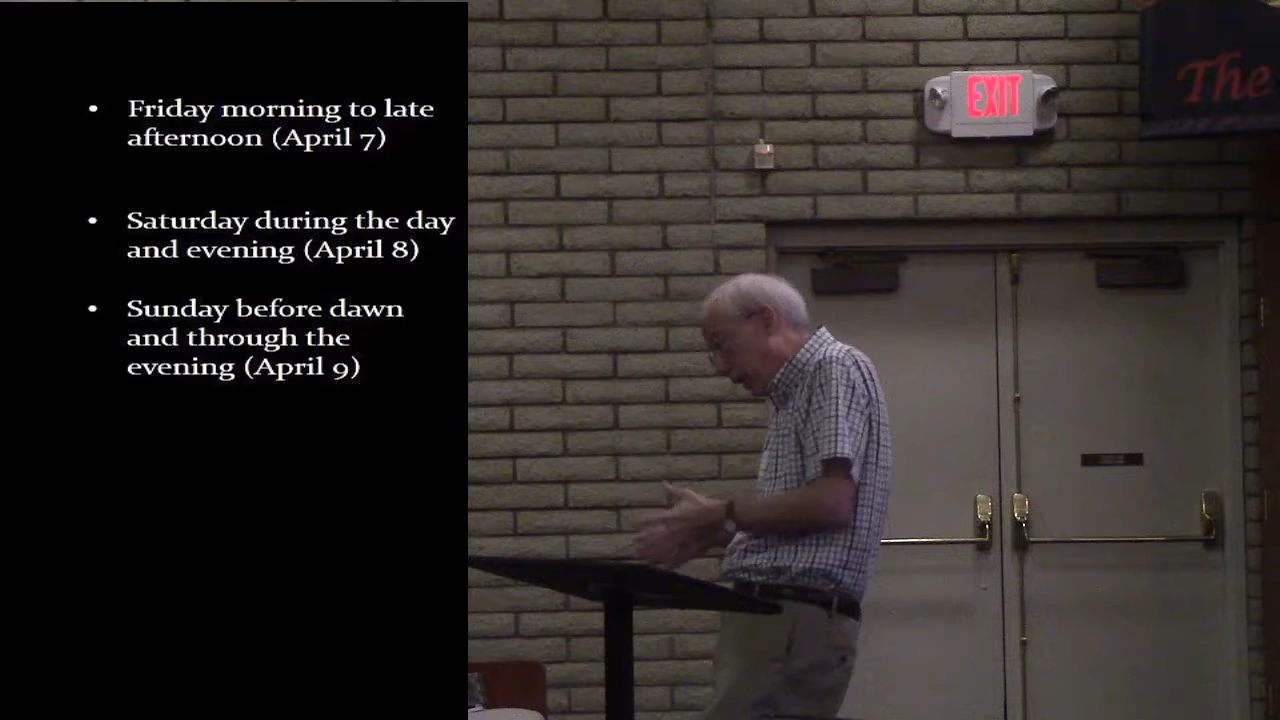 • Friday morning to late
afternoon (April 7)
• Saturday during the day
and evening (April 8)
• Sunday before dawn
and through the
evening (April 9)
EXIT
The